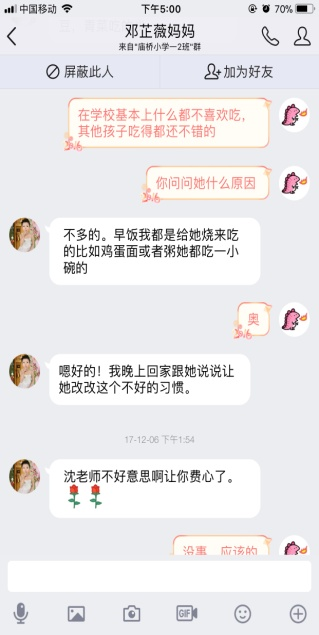 中国移动
下午5:00
70%
邓芷薇妈妈
来自"庙桥小学一2班"群
屏蔽此人
加为好友
在学校基本上什么都不喜欢吃，
其他孩子吃得都还不错的
你问问她什么原因
不多的。早饭我都是给她烧来吃
的比如鸡蛋面或者粥她都吃一小
碗的
奥
嗯好的！我晚上回家跟她说说让
她改改这个不好的习惯。
17-12-06 下午1:54
沈老师不好意思啊让你费心了。
没事，应该的
GIF